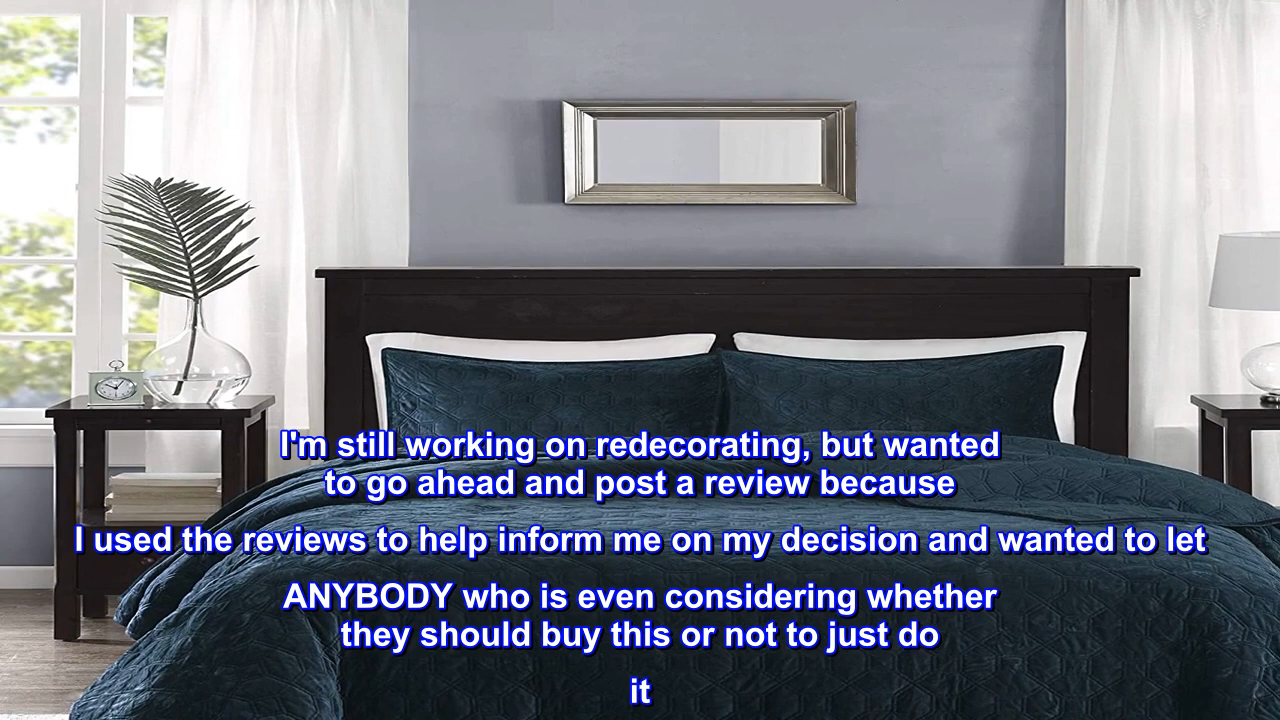 I'm still working on redecorating, but wanted
to go ahead and post a review because
I used the reviews to help inform me on my decision and wanted to let
ANYBODY who is even considering whether
they should buy this or not to just do
it